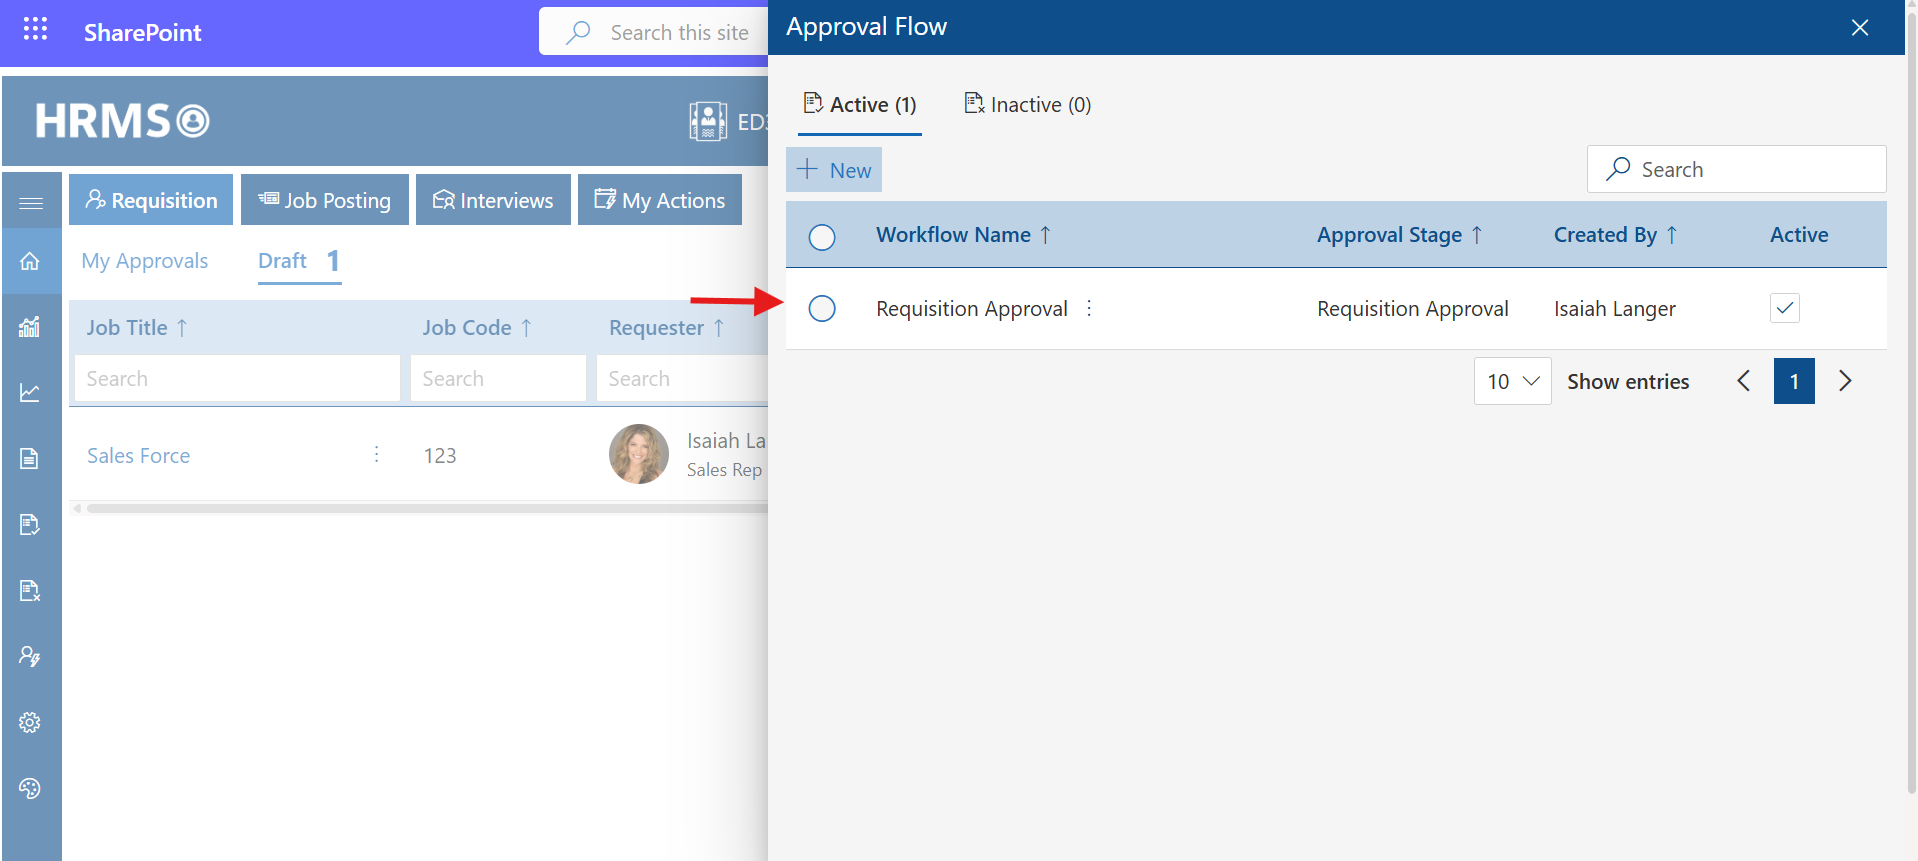 SharePoint
Search this site
HRMS
Requisition
Job Posting
Interviews
My Actions
My Approvals
Draft 1
Job Title ↑
Job Code ↑
Requester ↑
Search
Search
Search
Sales Force
123
Isaiah La
Sales Rep
Approval Flow
Active (1)
Inactive (0)
New
Search
Workflow Name ↑
Approval Stage ↑
Created By ↑
Active
Requisition Approval
Requisition Approval
Isaiah Langer
10
Show entries
1